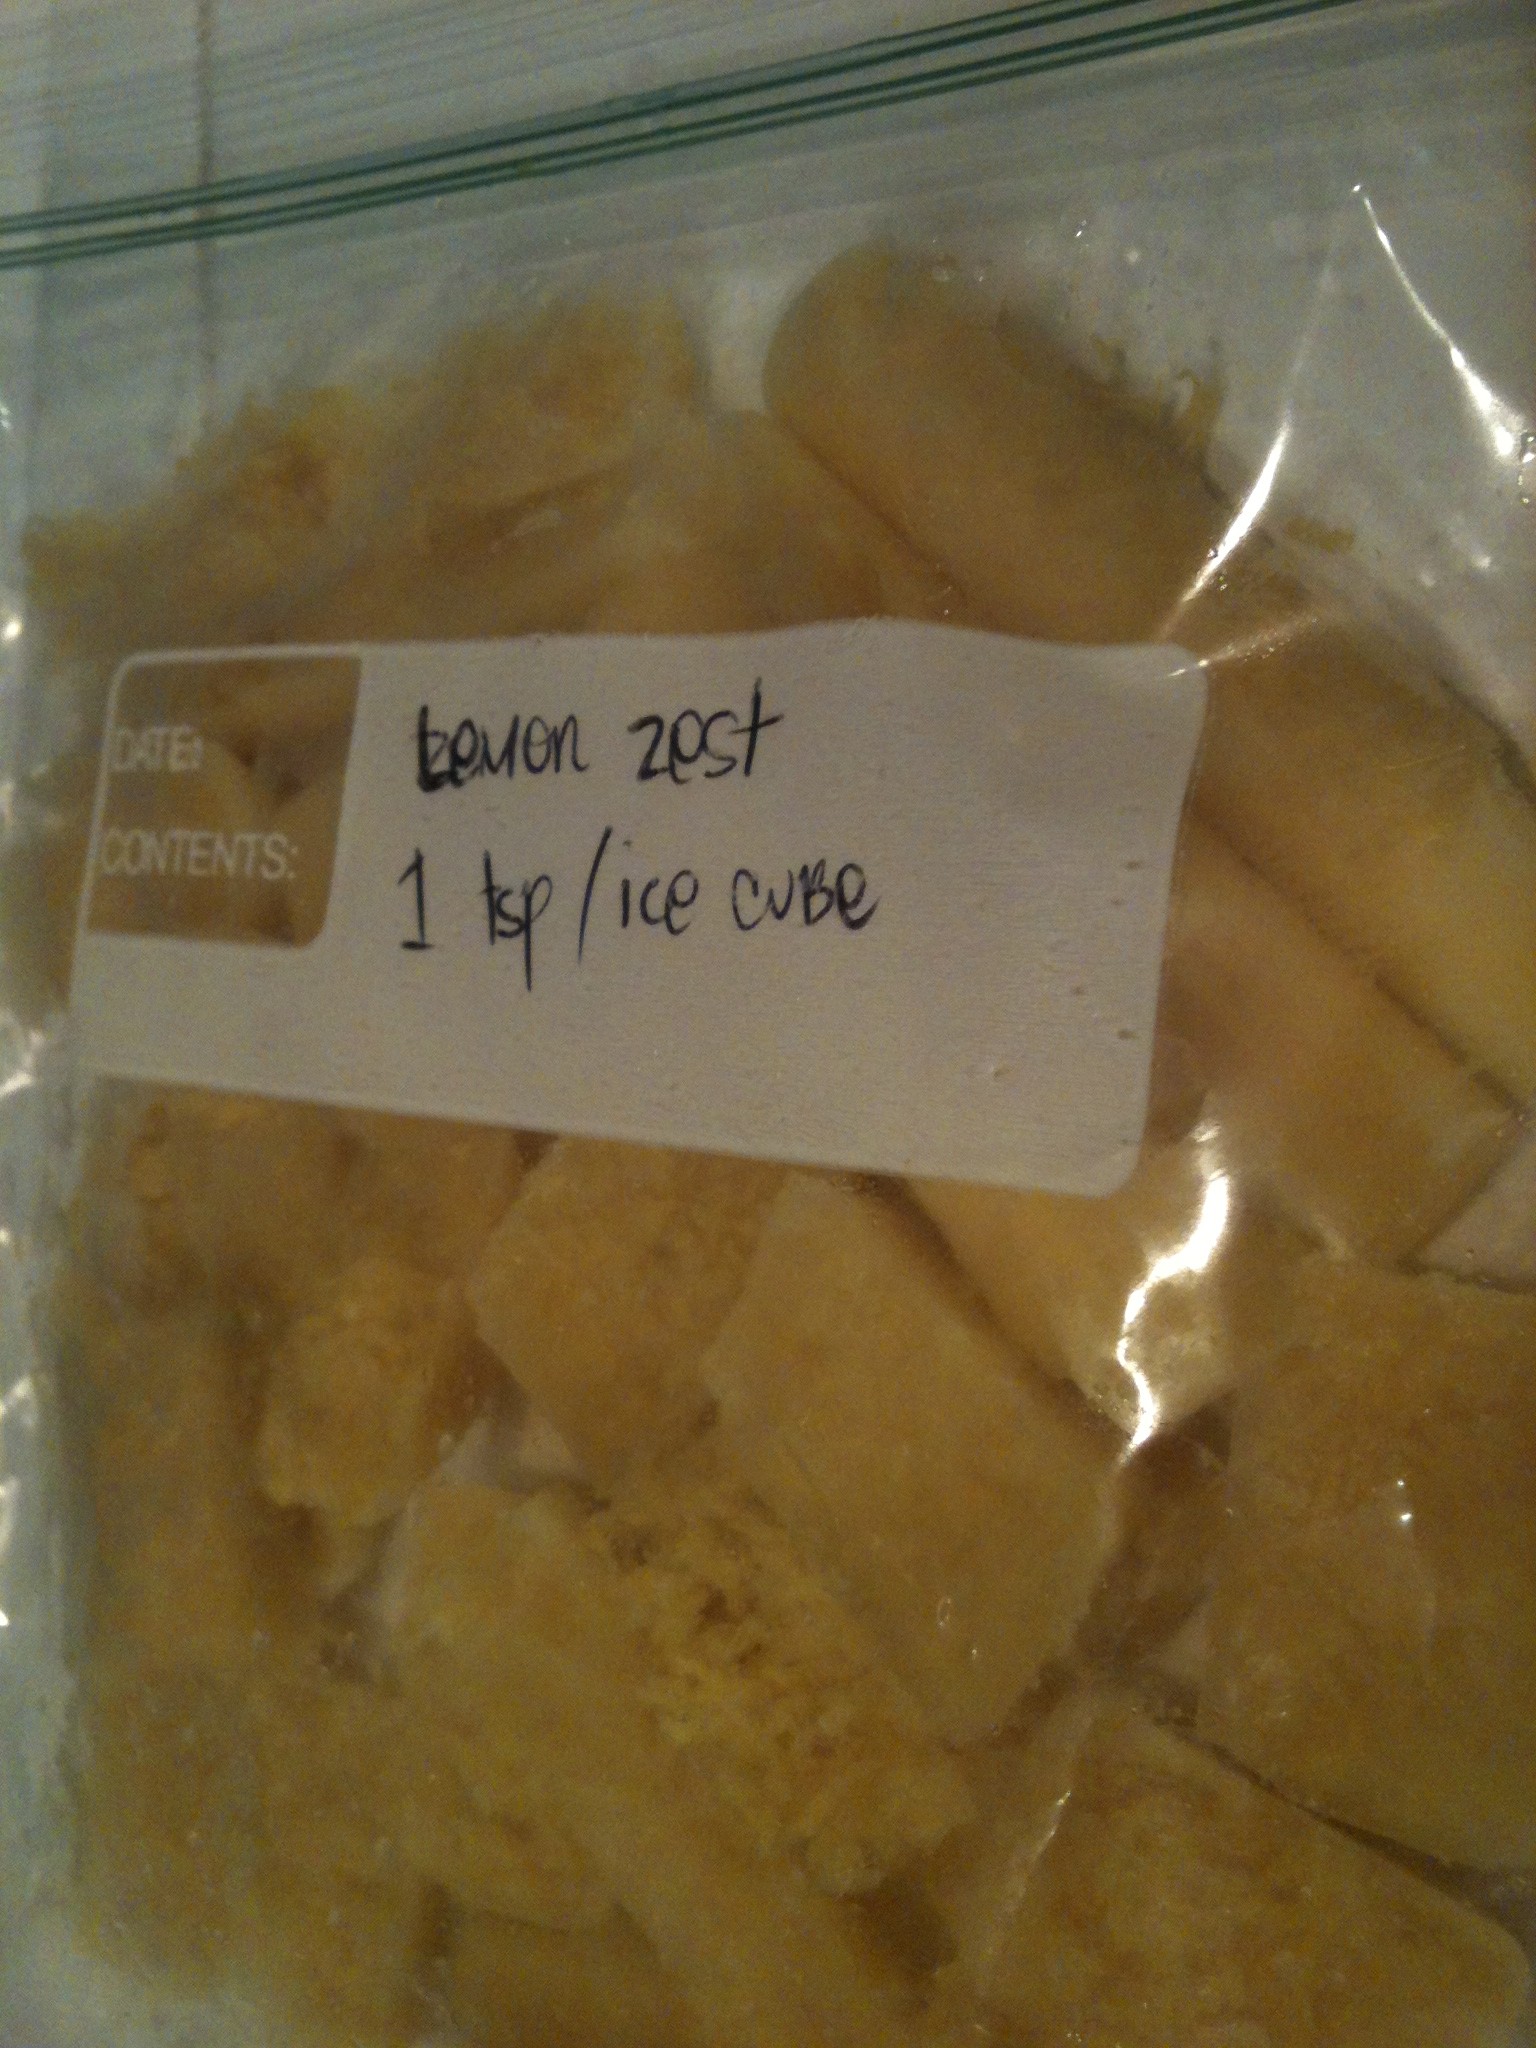 DATE:
Lemon zest
CONTENTS:
1 tsp/ice cube